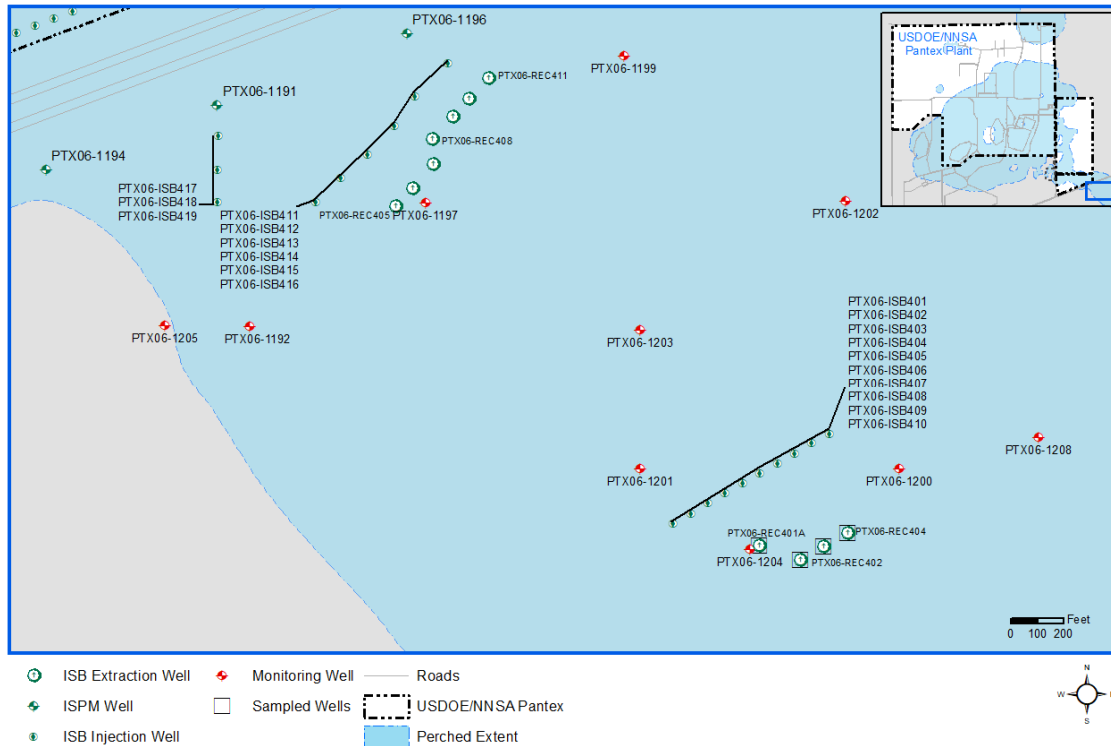 PTX06-1196
USDOE/NNSA
Pantex Plant
PTX06-1199
PTX06-REC411
PTX06-1191
PTX06-REC408
PTX06-1194
PTX06-ISB417
PTX06-ISB418
PTX06-ISB419
PTX06-ISB411
PTX06-ISB412
PTX06-ISB413
PTX06-ISB414
PTX06-ISB415
PTX06-ISB416
PTX06-REC405
PTX06-1197
PTX06-1202
PTX06-1205
PTX06-1192
PTX06-1203
PTX06-ISB401
PTX06-ISB402
PTX06-ISB403
PTX06-ISB404
PTX06-ISB405
PTX06-ISB406
PTX06-ISB407
PTX06-ISB408
PTX06-ISB409
PTX06-ISB410
PTX06-1208
PTX06-1201
PTX06-1200
PTX06-REC401A
PTX06-REC404
PTX06-1204
PTX06-REC402
Feet
0 100 200
ISB Extraction Well
Monitoring Well
Roads
ISPM Well
Sampled Wells
USDOE/NNSA Pantex
ISB Injection Well
Perched Extent
N
W
S